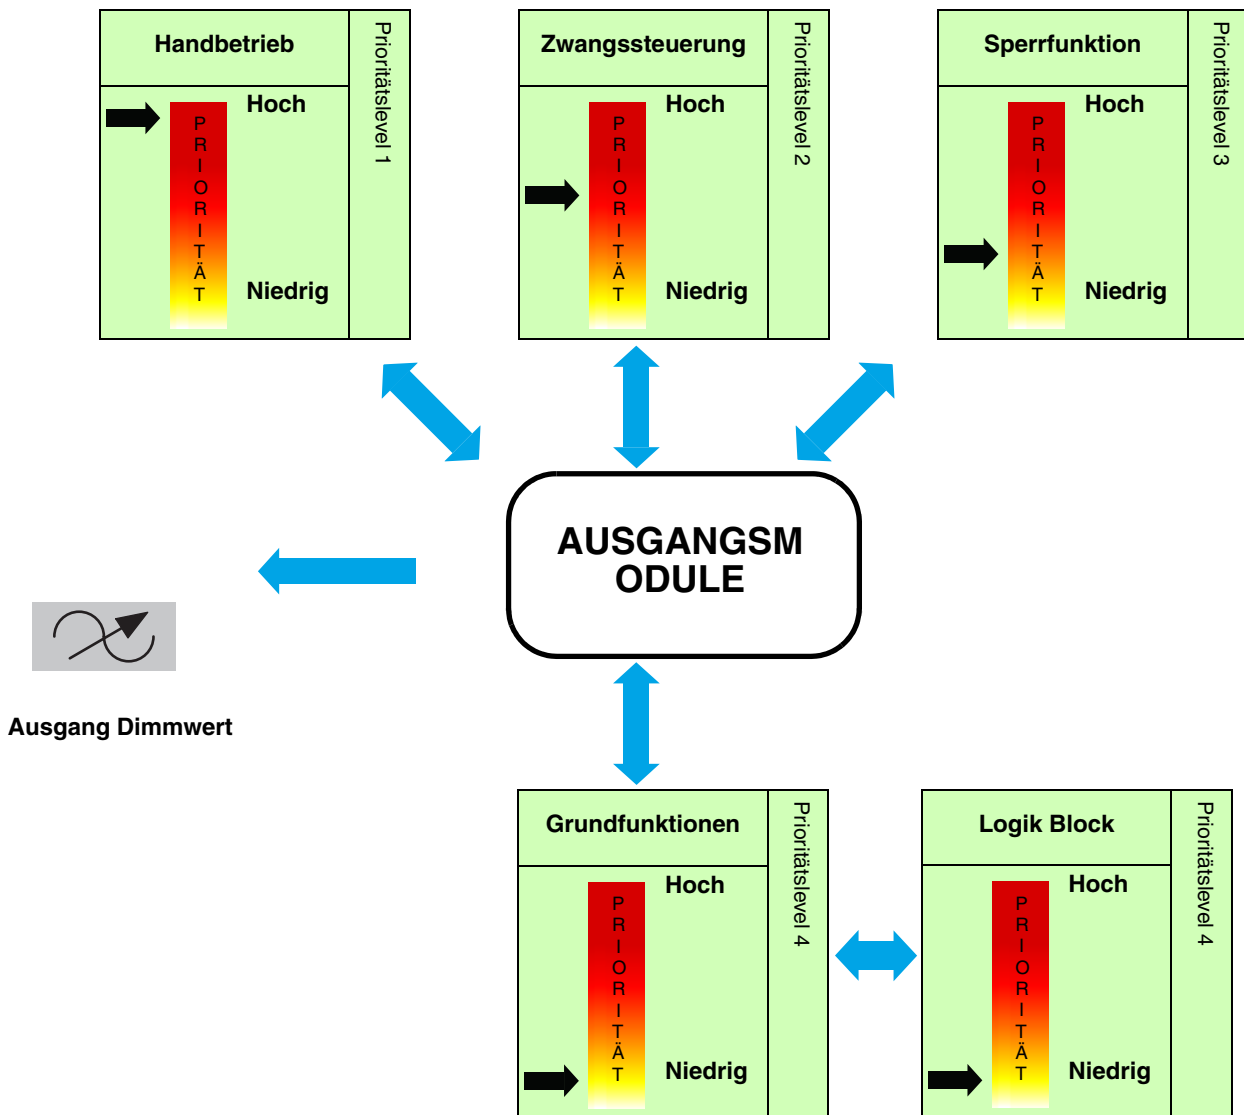 Handbetrieb
Prioritätslevel 1
Hoch
PRIORITÄT
Niedrig
Zwangssteuerung
Prioritätslevel 2
Hoch
PRIORITÄT
Niedrig
Sperrfunktion
Prioritätslevel 3
Hoch
PRIORITÄT
Niedrig
AUSGANGSM
ODULE
Ausgang Dimmwert
Grundfunktionen
Prioritätslevel 4
Hoch
PRIORITÄT
Niedrig
Logik Block
Prioritätslevel 4
Hoch
PRIORITÄT
Niedrig